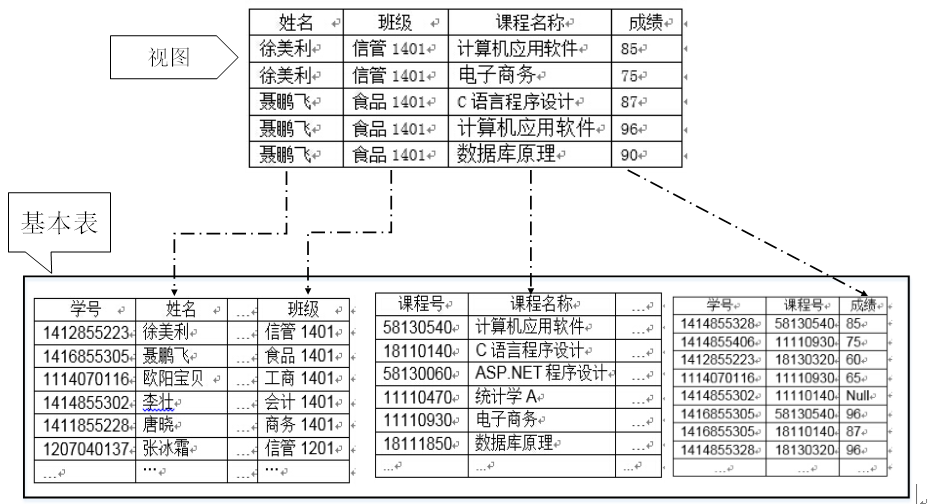 视图
姓名 班级 课程名称 成绩
徐美利 信管 1401 计算机应用软件 85
徐美利 信管 1401 电子商务 75
聂鹏飞 食品 1401 C 语言程序设计 87
聂鹏飞 食品 1401 计算机应用软件 96
聂鹏飞 食品 1401 数据库原理 90
基本表
学号 姓名 ... 班级
1412855223 徐美利 ... 信管 1401
1416855305 聂鹏飞 ... 食品 1401
1114070116 欧阳宝贝 ... 工商 1401
1414855302 李壮 ... 会计 1401
1411855228 唐晓 ... 商务 1401
1207040137 张冰霜 ... 信管 1201
... ... ...
课程号 课程名称 ...
58130540 计算机应用软件 ...
18110140 C 语言程序设计 ...
58130060 ASP.NET 程序设计 ...
11110470 统计学 A ...
11110930 电子商务 ...
18111850 数据库原理 ...
... ... ...
学号 课程号 成绩
1414855328 58130540 85
1414855406 11110930 75
1412855223 18130320 60
1114070116 11110930 65
1414855302 11110140 Null
1416855305 58130540 96
1416855305 18110140 87
1414855328 18130320 96
... ... ...